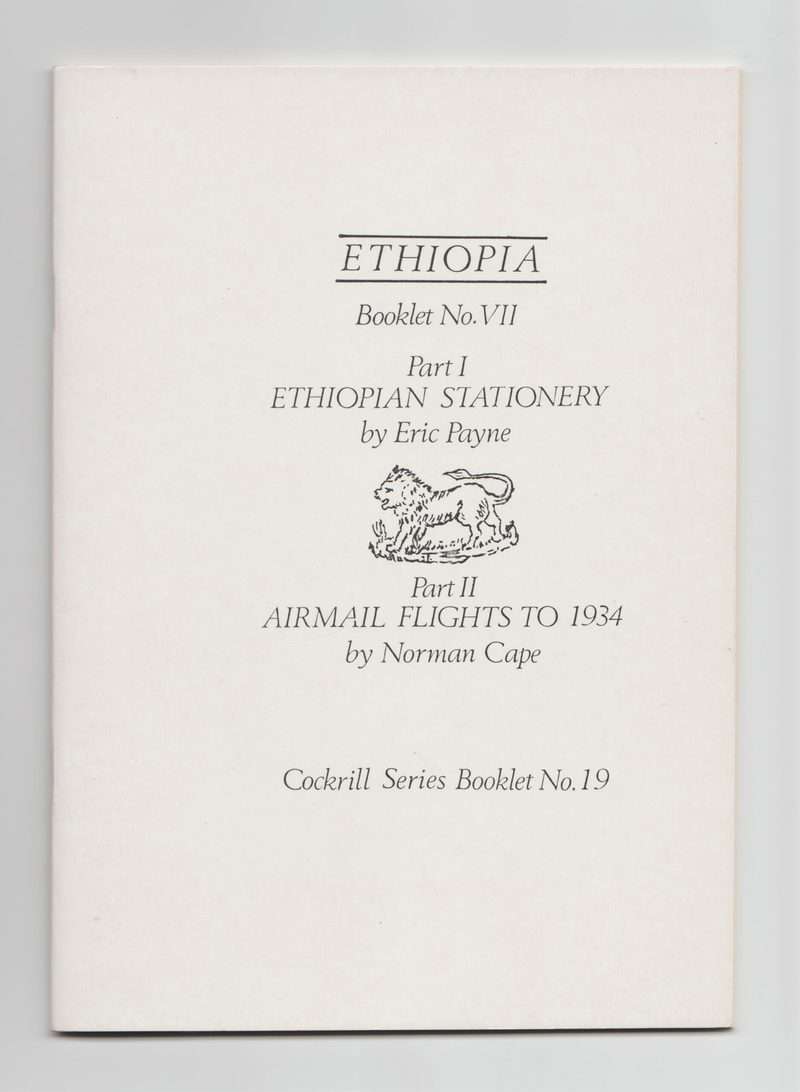 ETHIOPIA
Booklet No. VII
Part I
ETHIOPIAN STATIONERY
by Eric Payne
Part II
AIRMAIL FLIGHTS TO 1934
by Norman Cape
Cockrill Series Booklet No. 19